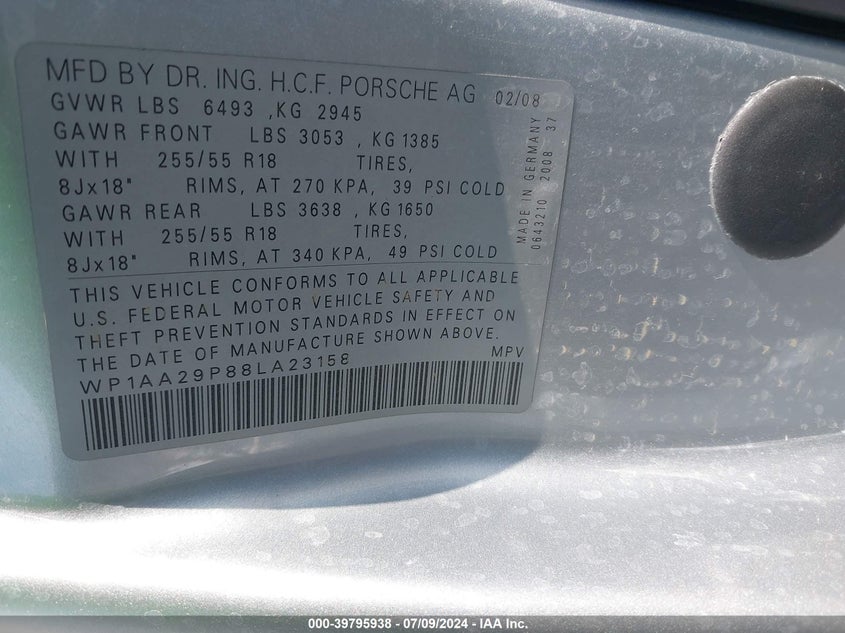 MFD BY DR. ING. H.C.F. PORSCHE AG 02/08
GVWR LBS 6493 ,KG 2945
GAWR FRONT LBS 3053 , KG 1385
WITH 255/55 R18 TIRES,
8Jx18" RIMS, AT 270 KPA, 39 PSI COLD
GAWR REAR LBS 3638 , KG 1650
WITH 255/55 R18 TIRES,
8Jx18" RIMS, AT 340 KPA, 49 PSI COLD
THIS VEHICLE CONFORMS TO ALL APPLICABLE
U.S. FEDERAL MOTOR VEHICLE SAFETY AND
THEFT PREVENTION STANDARDS IN EFFECT ON
THE DATE OF MANUFACTURE SHOWN ABOVE.
WP1AA29P88LA23158 MPV
MADE IN GERMANY
0643210 2008 37
000-39795938 - 07/09/2024 - IAA Inc.